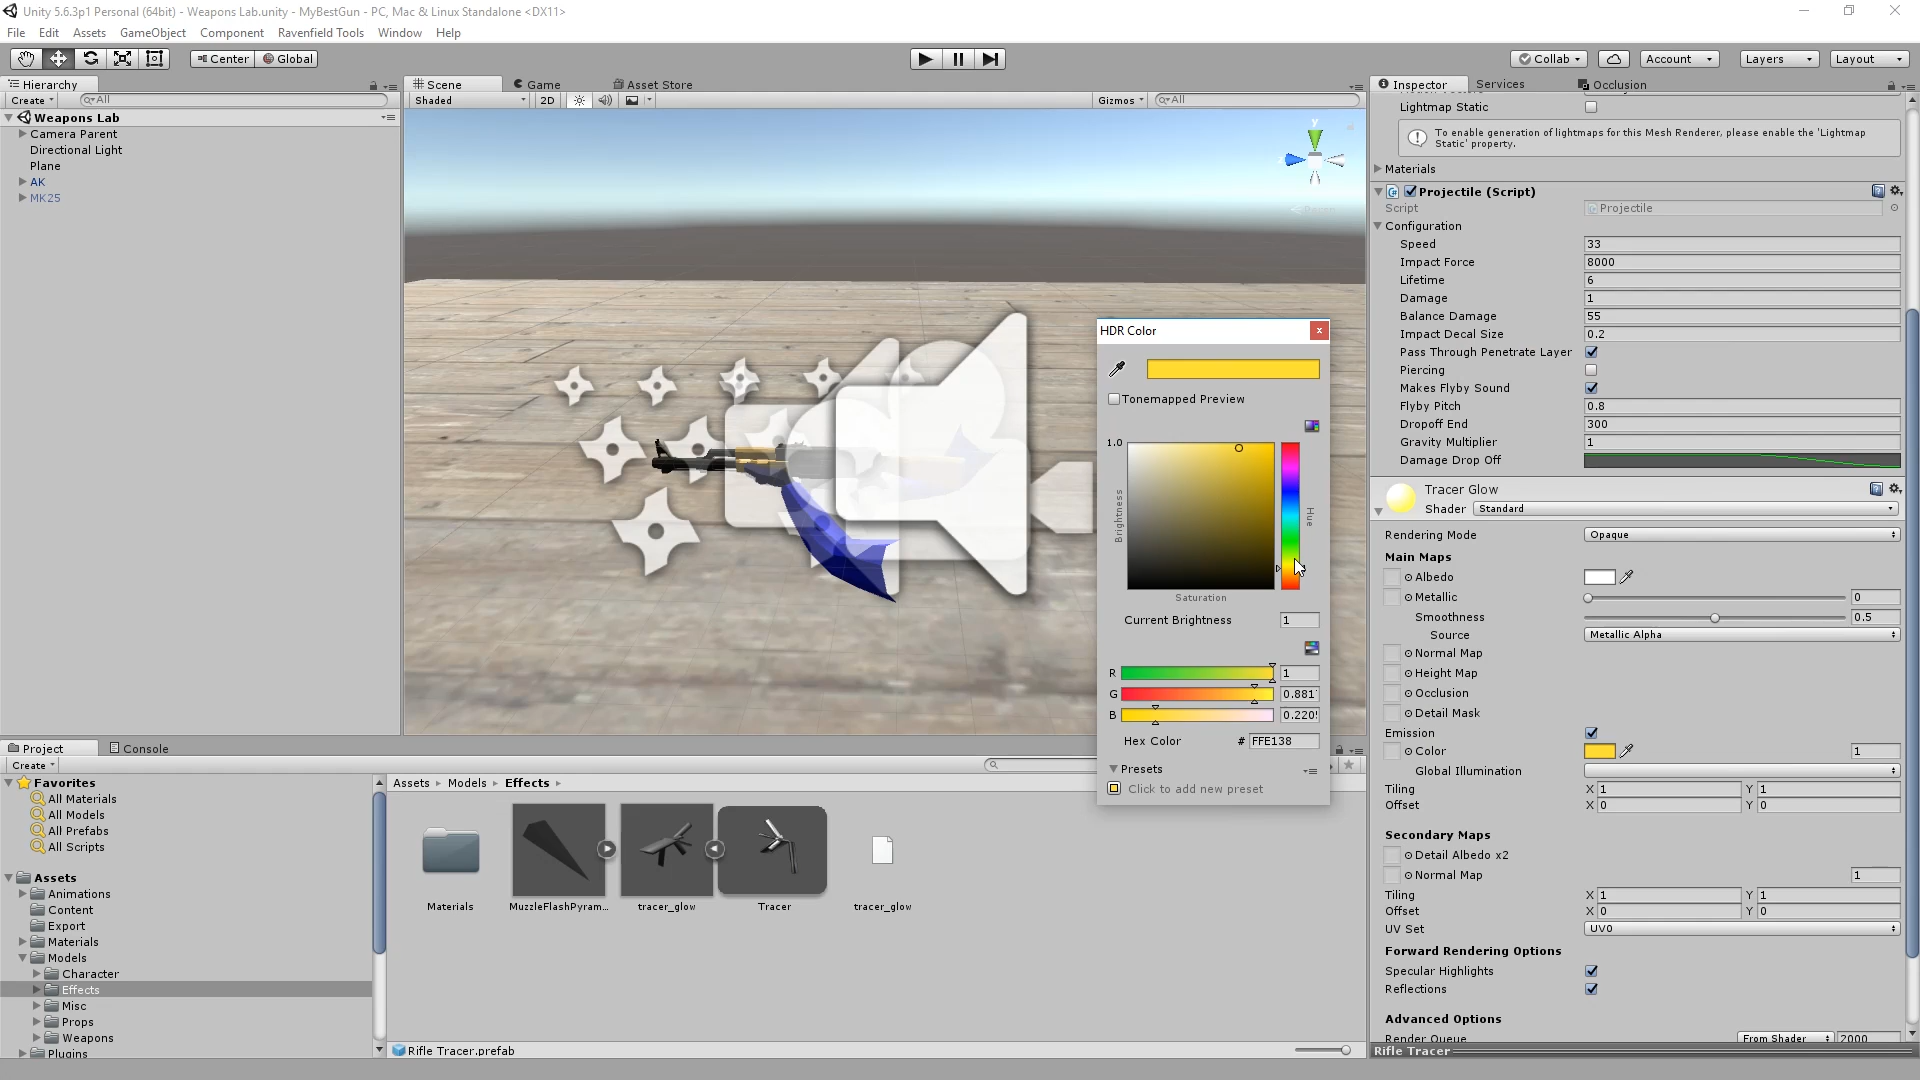 Unity 5.6.3p1 Personal (64bit) - Weapons Lab.unity - MyBestGun - PC, Mac & Linux Standalone <DX11>
File Edit Assets GameObject Component Ravenfield Tools Window Help
Center Global Collab Account Layers Layout
Hierarchy Scene Game Asset Store Inspector Services Occlusion
Create All Shaded 2D Gizmos All
Weapons Lab
Camera Parent
Directional Light
Plane
AK
MK25
y
Lightmap Static
To enable generation of lightmaps for this Mesh Renderer, please enable the 'Lightmap
Static' property.
Materials
Projectile (Script)
Script Projectile
Configuration
Speed 33
Impact Force 8000
Lifetime 6
Damage 1
Balance Damage 55
Impact Decal Size 0.2
Pass Through Penetrate Layer
Piercing
Makes Flyby Sound
Flyby Pitch 0.8
Dropoff End 300
Gravity Multiplier 1
Damage Drop Off
Tracer Glow
Shader Standard
Rendering Mode Opaque
Main Maps
Albedo
Metallic 0
Smoothness 0.5
Source Metallic Alpha
Normal Map
Height Map
Occlusion
Detail Mask
Emission
Color 1
Global Illumination
Tiling X 1 Y 1
Offset X 0 Y 0
Secondary Maps
Detail Albedo x2
Normal Map 1
Tiling X 1 Y 1
Offset X 0 Y 0
UV Set UV0
Forward Rendering Options
Specular Highlights
Reflections
Advanced Options
Render Queue From Shader 2000
Rifle Tracer
HDR Color
Tonemapped Preview
1.0
Brightness
Hue
Saturation
Current Brightness 1
R 1
G 0.881
B 0.220
Hex Color # FFE138
Presets
Click to add new preset
Project Console
Create
Favorites
All Materials
All Models
All Prefabs
All Scripts
Assets
Animations
Content
Export
Materials
Models
Character
Effects
Misc
Props
Weapons
Plugins
Assets Models Effects
Materials MuzzleFlashPyram... tracer_glow Tracer tracer_glow
Rifle Tracer.prefab